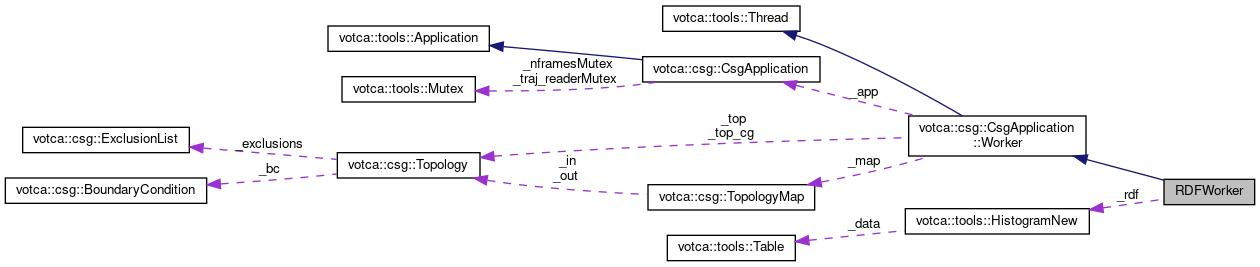 votca::tools::Thread
votca::tools::Application
_nframesMutex
_traj_readerMutex
votca::csg::CsgApplication
votca::tools::Mutex
_app
_top
_top_cg
votca::csg::CsgApplication
::Worker
votca::csg::ExclusionList
_exclusions
_bc
votca::csg::Topology
_in
_out
_map
votca::csg::BoundaryCondition
votca::csg::TopologyMap
_rdf
RDFWorker
votca::tools::HistogramNew
_data
votca::tools::Table